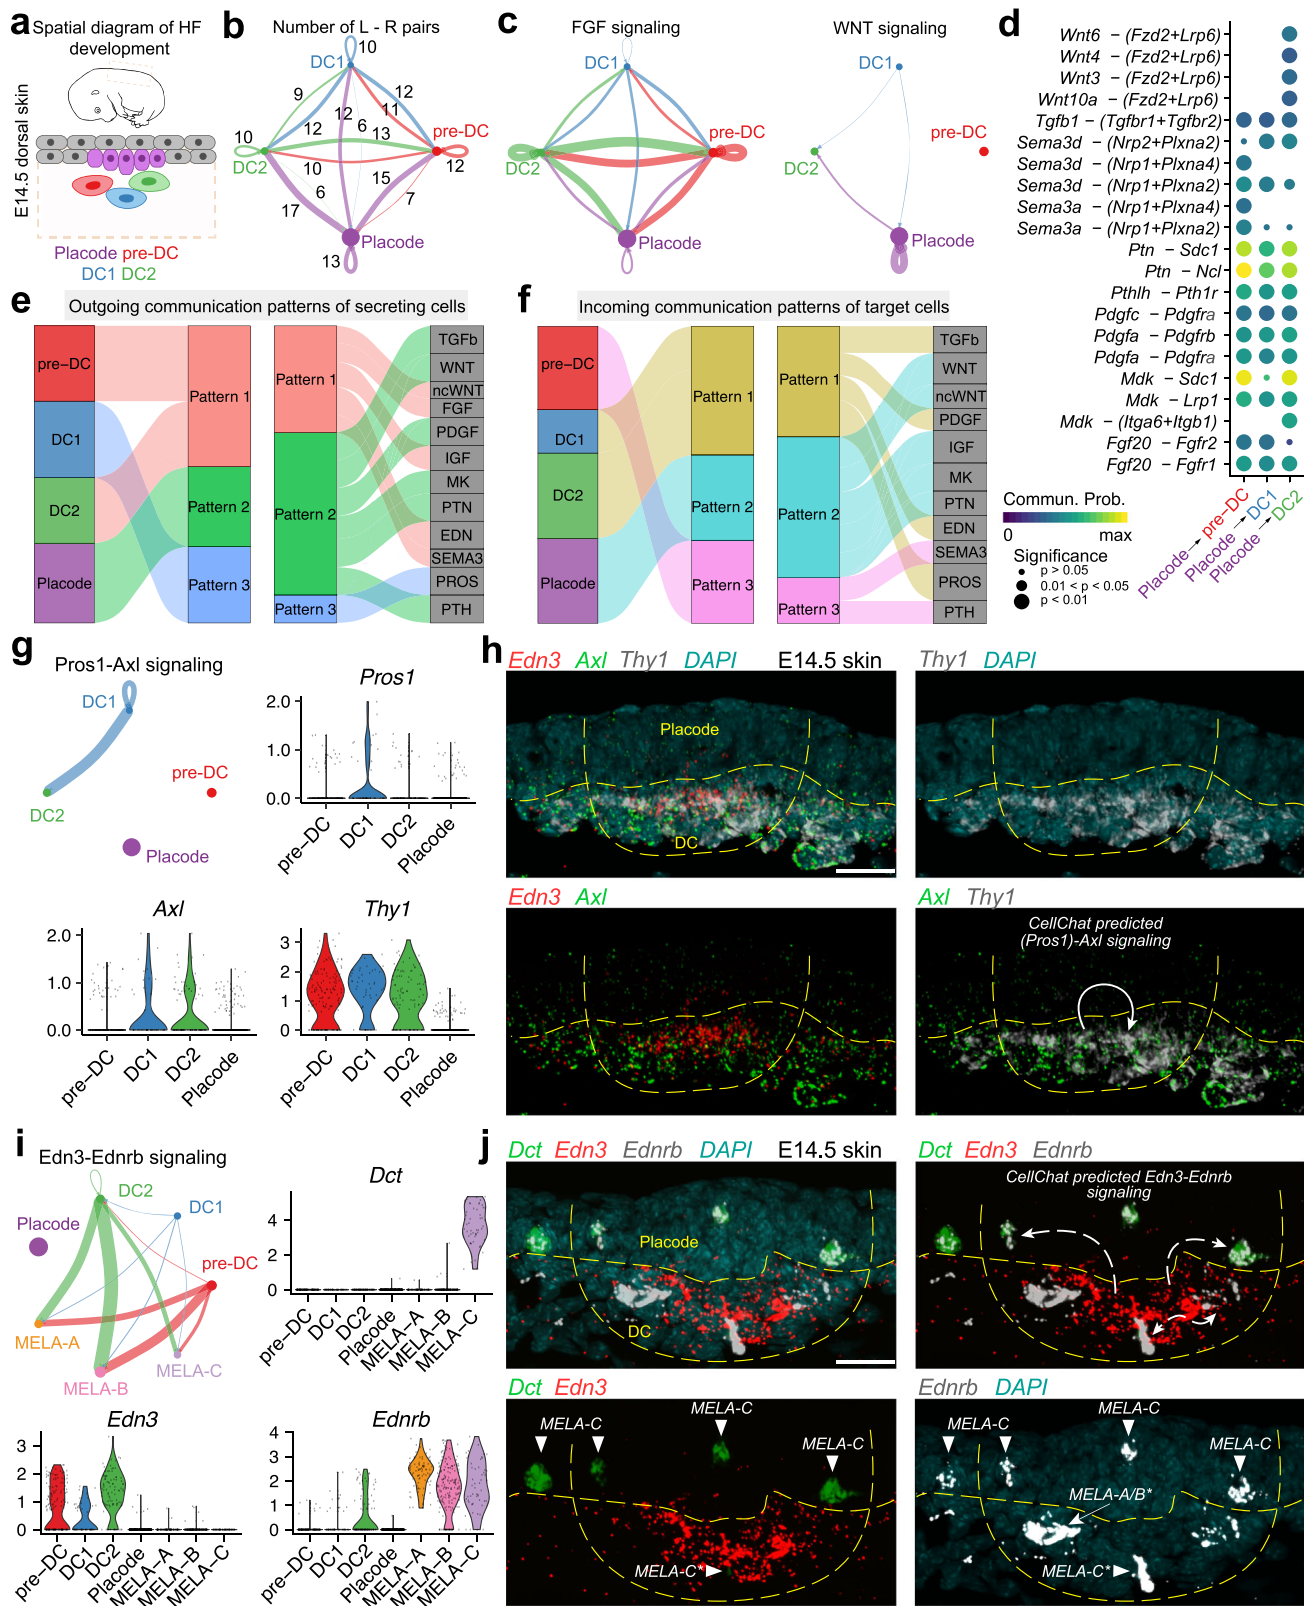 a
Spatial diagram of HF
development
E14.5 dorsal skin
Placode pre-DC
DC1 DC2
b
Number of L - R pairs
10
DC1
9
12
12
11
12
6
13
10
DC2
pre-DC
12
10
6
15
7
17
Placode
13
c
FGF signaling
DC1
DC2
pre-DC
Placode
WNT signaling
DC1
DC2
pre-DC
Placode
d
Wnt6 – (Fzd2+Lrp6)
Wnt4 – (Fzd2+Lrp6)
Wnt3 – (Fzd2+Lrp6)
Wnt10a – (Fzd2+Lrp6)
Tgfb1 – (Tgfbr1+Tgfbr2)
Sema3d – (Nrp2+Plxna2)
Sema3d – (Nrp1+Plxna4)
Sema3d – (Nrp1+Plxna2)
Sema3a – (Nrp1+Plxna4)
Sema3a – (Nrp1+Plxna2)
Ptn – Sdc1
Ptn – Ncl
Pthlh – Pth1r
Pdgfc – Pdgfra
Pdgfa – Pdgfrb
Pdgfa – Pdgfra
Mdk – Sdc1
Mdk – Lrp1
Mdk – (Itga6+Itgb1)
Fgf20 – Fgfr2
Fgf20 – Fgfr1
Commun. Prob.
0 max
Significance
p > 0.05
0.01 < p < 0.05
p < 0.01
Placode→pre-DC
Placode→DC1
Placode→DC2
e
Outgoing communication patterns of secreting cells
pre–DC
DC1
DC2
Placode
Pattern 1
Pattern 2
Pattern 3
Pattern 1
Pattern 2
Pattern 3
TGFb
WNT
ncWNT
FGF
PDGF
IGF
MK
PTN
EDN
SEMA3
PROS
PTH
f
Incoming communication patterns of target cells
pre–DC
DC1
DC2
Placode
Pattern 1
Pattern 2
Pattern 3
Pattern 1
Pattern 2
Pattern 3
TGFb
WNT
ncWNT
PDGF
IGF
MK
PTN
EDN
SEMA3
PROS
PTH
g
Pros1-Axl signaling
DC1
pre-DC
DC2
Placode
Pros1
2.0
1.0
0.0
pre–DC
DC1
DC2
Placode
Axl
2.0
1.0
0.0
pre–DC
DC1
DC2
Placode
Thy1
3
2
1
0
pre–DC
DC1
DC2
Placode
h
Edn3 Axl Thy1 DAPI E14.5 skin
Placode
DC
Thy1 DAPI
Edn3 Axl
Axl Thy1
CellChat predicted
(Pros1)-Axl signaling
i
Edn3-Ednrb signaling
DC2
DC1
Placode
pre-DC
MELA-A
MELA-C
MELA-B
Dct
4
2
0
pre–DC
DC1
DC2
Placode
MELA–A
MELA–B
MELA–C
Edn3
3
2
1
0
pre–DC
DC1
DC2
Placode
MELA–A
MELA–B
MELA–C
Ednrb
4
3
2
1
0
pre–DC
DC1
DC2
Placode
MELA–A
MELA–B
MELA–C
j
Dct Edn3 Ednrb DAPI E14.5 skin
Placode
DC
Dct Edn3 Ednrb
CellChat predicted Edn3-Ednrb
signaling
Dct Edn3
MELA-C
MELA-C
MELA-C
MELA-C*
Ednrb DAPI
MELA-C
MELA-C
MELA-C
MELA-A/B*
MELA-C*